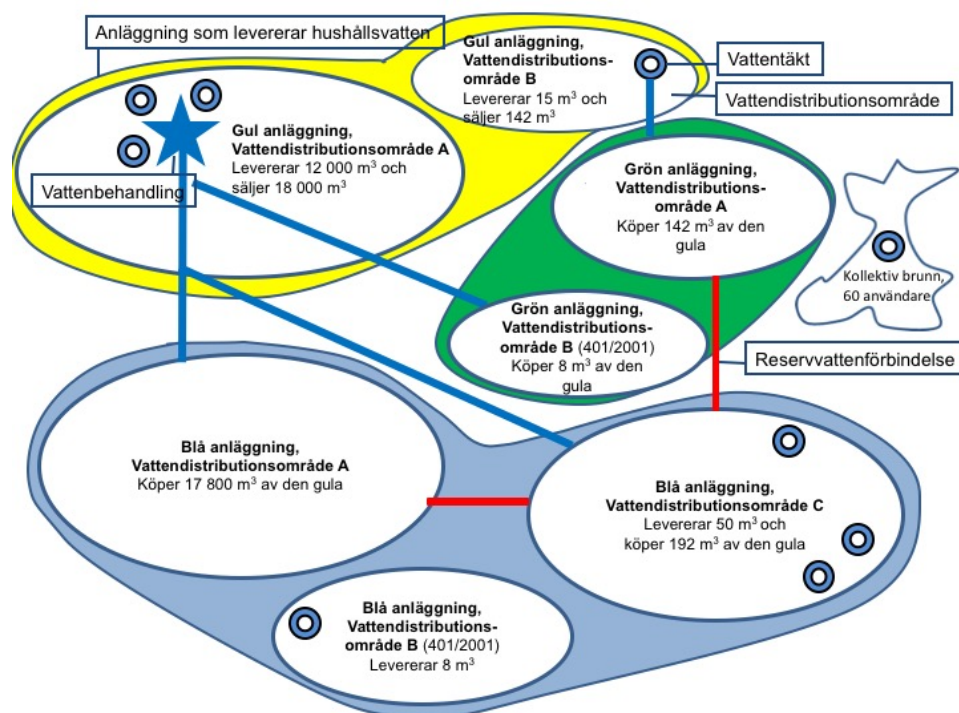 Anläggning som levererar hushållsvatten
Gul anläggning,
Vattendistributions-
område B
Levererar 15 m³ och
säljer 142 m³
Vattentäkt
Vattendistributionsområde
Gul anläggning,
Vattendistributionsområde A
Levererar 12 000 m³ och
säljer 18 000 m³
Vattenbehandling
Grön anläggning,
Vattendistributions-
område A
Köper 142 m³ av den
gula
Kollektiv brunn,
60 användare
Grön anläggning,
Vattendistributions-
område B (401/2001)
Köper 8 m³ av den
gula
Reservvattenförbindelse
Blå anläggning,
Vattendistributionsområde A
Köper 17 800 m³ av den gula
Blå anläggning,
Vattendistributionsområde C
Levererar 50 m³ och
köper 192 m³ av den gula
Blå anläggning,
Vattendistributions-
område B (401/2001)
Levererar 8 m³